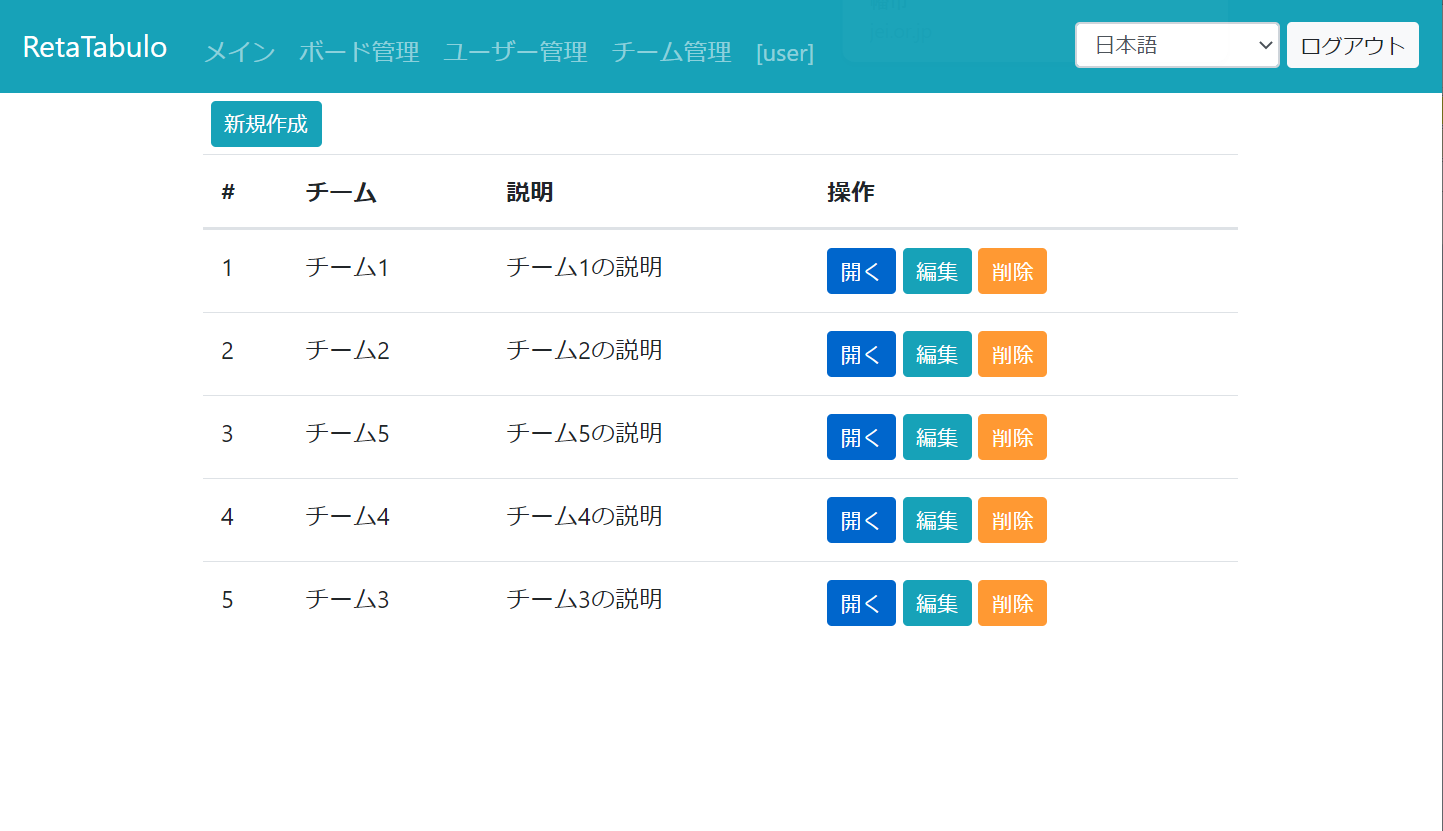 RetaTabulo メイン ボード管理 ユーザー管理 チーム管理 [user] 日本語 ログアウト
新規作成
# チーム 説明 操作
1 チーム1 チーム1の説明 開く 編集 削除
2 チーム2 チーム2の説明 開く 編集 削除
3 チーム5 チーム5の説明 開く 編集 削除
4 チーム4 チーム4の説明 開く 編集 削除
5 チーム3 チーム3の説明 開く 編集 削除